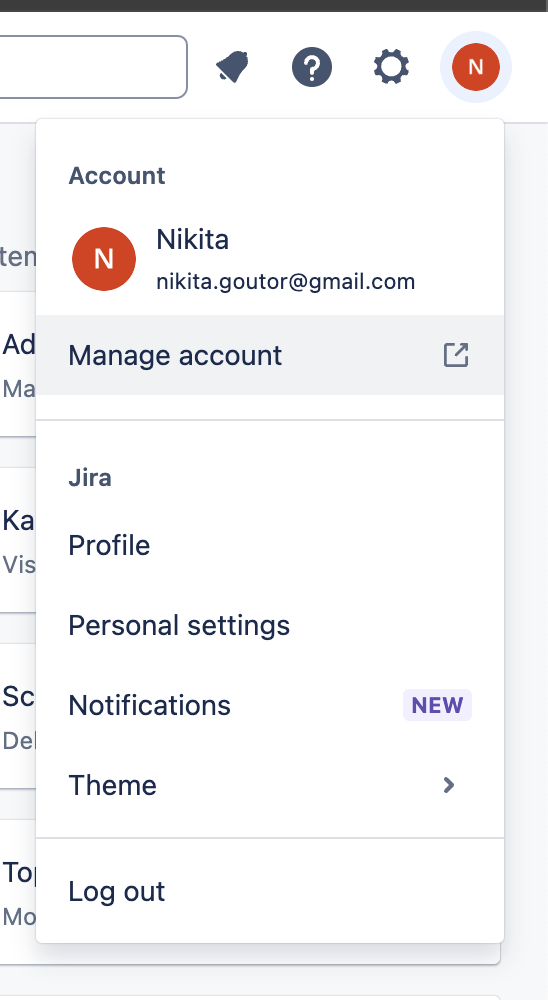 N
Account
N
Nikita
nikita.goutor@gmail.com
Manage account
Jira
Profile
Personal settings
Notifications NEW
Theme
Log out